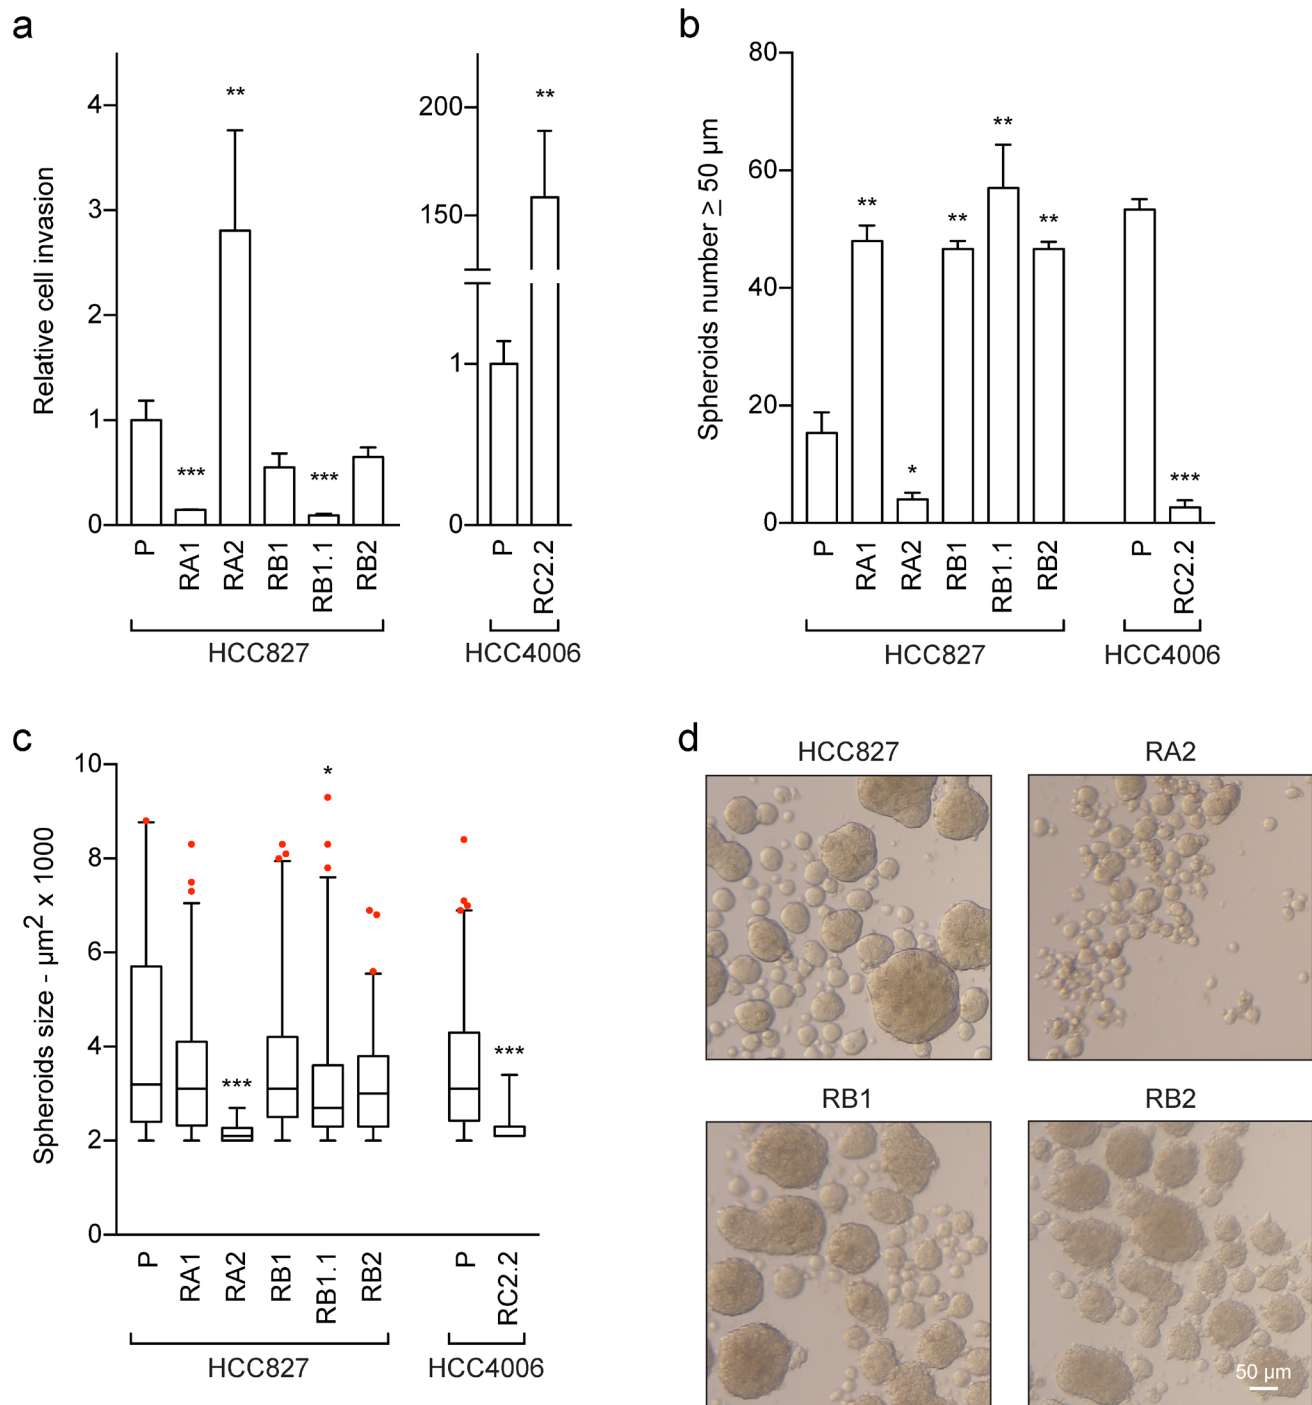 a
Relative cell invasion
4
3
2
1
0
**
***
***
P
RA1
RA2
RB1
RB1.1
RB2
HCC827
200
150
1
0
**
P
RC2.2
HCC4006
b
Spheroids number ≥ 50 µm
80
60
40
20
0
**
*
**
**
**
***
P
RA1
RA2
RB1
RB1.1
RB2
HCC827
P
RC2.2
HCC4006
c
Spheroids size - µm² x 1000
10
8
6
4
2
0
***
*
***
P
RA1
RA2
RB1
RB1.1
RB2
HCC827
P
RC2.2
HCC4006
d
HCC827
RA2
RB1
RB2
50 µm